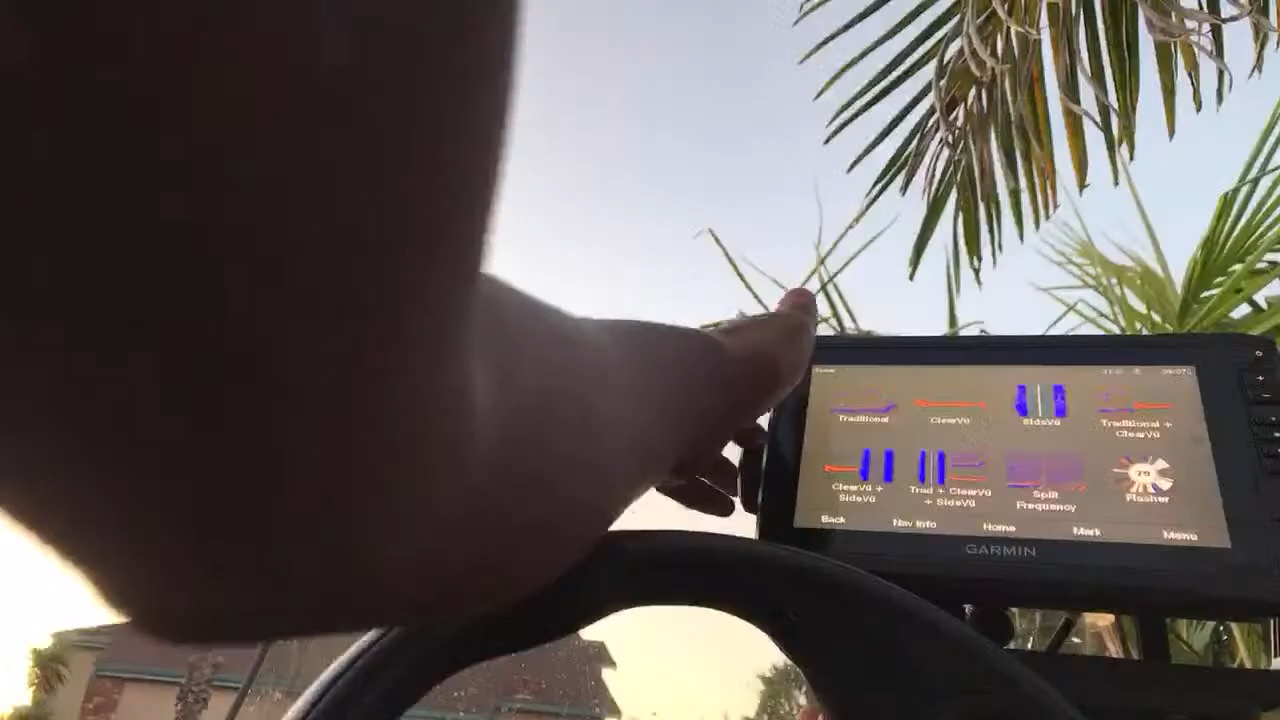 Traditional
ClearVü
SideVü
Traditional +
ClearVü
ClearVü +
SideVü
Trad + ClearVü
+ SideVü
Split
Frequency
70
Flasher
Back
Nav Info
Home
Mark
Menu
GARMIN